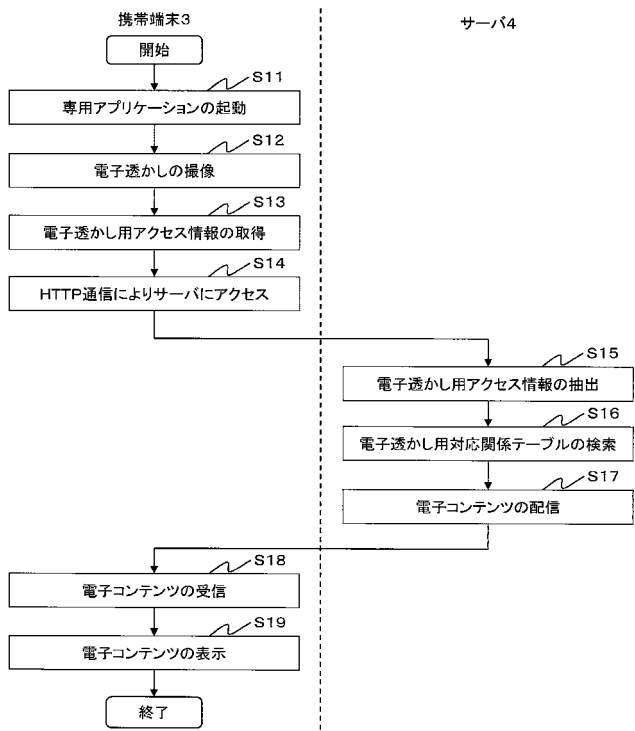 携帯端末3
サーバ4
開始
S11
専用アプリケーションの起動
S12
電子透かしの撮像
S13
電子透かし用アクセス情報の取得
S14
HTTP通信によりサーバにアクセス
S15
電子透かし用アクセス情報の抽出
S16
電子透かし用対応関係テーブルの検索
S17
電子コンテンツの配信
S18
電子コンテンツの受信
S19
電子コンテンツの表示
終了